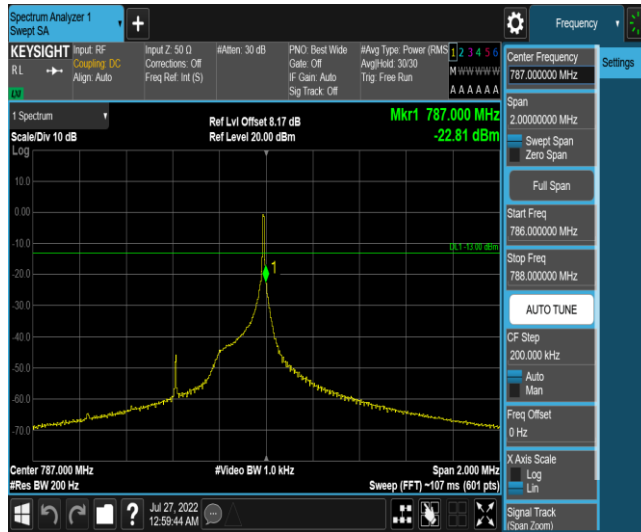 Spectrum Analyzer 1
Swept SA
Frequency
KEYSIGHT
Input: RF
Input Z: 50 Ω
#Atten: 30 dB
PNO: Best Wide
#Avg Type: Power (RMS
1 2 3 4 5 6
R L
Coupling: DC
Corrections: Off
Gate: Off
Avg|Hold: 30/30
M W W W W W
Align: Auto
Freq Ref: Int (S)
IF Gain: Auto
Trig: Free Run
Sig Track: Off
A A A A A A
LXI
1 Spectrum
Ref Lvl Offset 8.17 dB
Mkr1 787.000 MHz
Scale/Div 10 dB
Ref Level 20.00 dBm
-22.81 dBm
Log
10.0
0.00
-10.0
DL1 -13.00 dBm
1
-20.0
-30.0
-40.0
-50.0
-60.0
-70.0
Center 787.000 MHz
#Video BW 1.0 kHz
Span 2.000 MHz
#Res BW 200 Hz
Sweep (FFT) ~107 ms (601 pts)
Jul 27, 2022
12:59:44 AM
Center Frequency
787.000000 MHz
Settings
Span
2.00000000 MHz
Swept Span
Zero Span
Full Span
Start Freq
786.000000 MHz
Stop Freq
788.000000 MHz
AUTO TUNE
CF Step
200.000 kHz
Auto
Man
Freq Offset
0 Hz
X Axis Scale
Log
Lin
Signal Track
(Span Zoom)